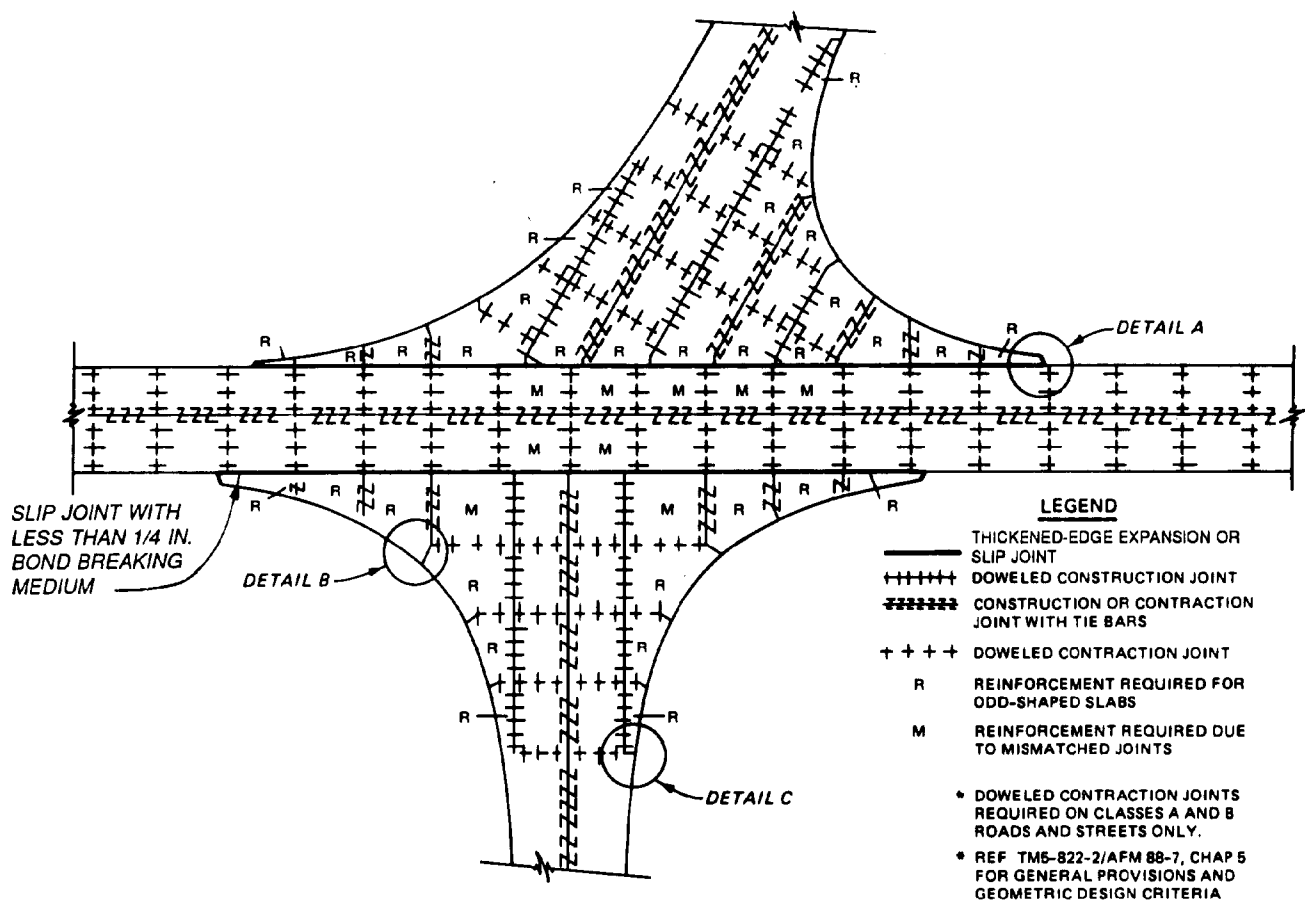 R
R
R
R
R
R
R
R
R
R
R
DETAIL A
R R R R R R R R R R
M M M M M
M M
R R M M R R
R R
SLIP JOINT WITH
LESS THAN 1/4 IN.
BOND BREAKING
MEDIUM
DETAIL B
R R
R R
R R
DETAIL C
LEGEND
THICKENED-EDGE EXPANSION OR
SLIP JOINT
DOWELED CONSTRUCTION JOINT
CONSTRUCTION OR CONTRACTION
JOINT WITH TIE BARS
DOWELED CONTRACTION JOINT
R REINFORCEMENT REQUIRED FOR
ODD-SHAPED SLABS
M REINFORCEMENT REQUIRED DUE
TO MISMATCHED JOINTS
* DOWELED CONTRACTION JOINTS
REQUIRED ON CLASSES A AND B
ROADS AND STREETS ONLY.
* REF TM5-822-2/AFM 88-7, CHAP 5
FOR GENERAL PROVISIONS AND
GEOMETRIC DESIGN CRITERIA